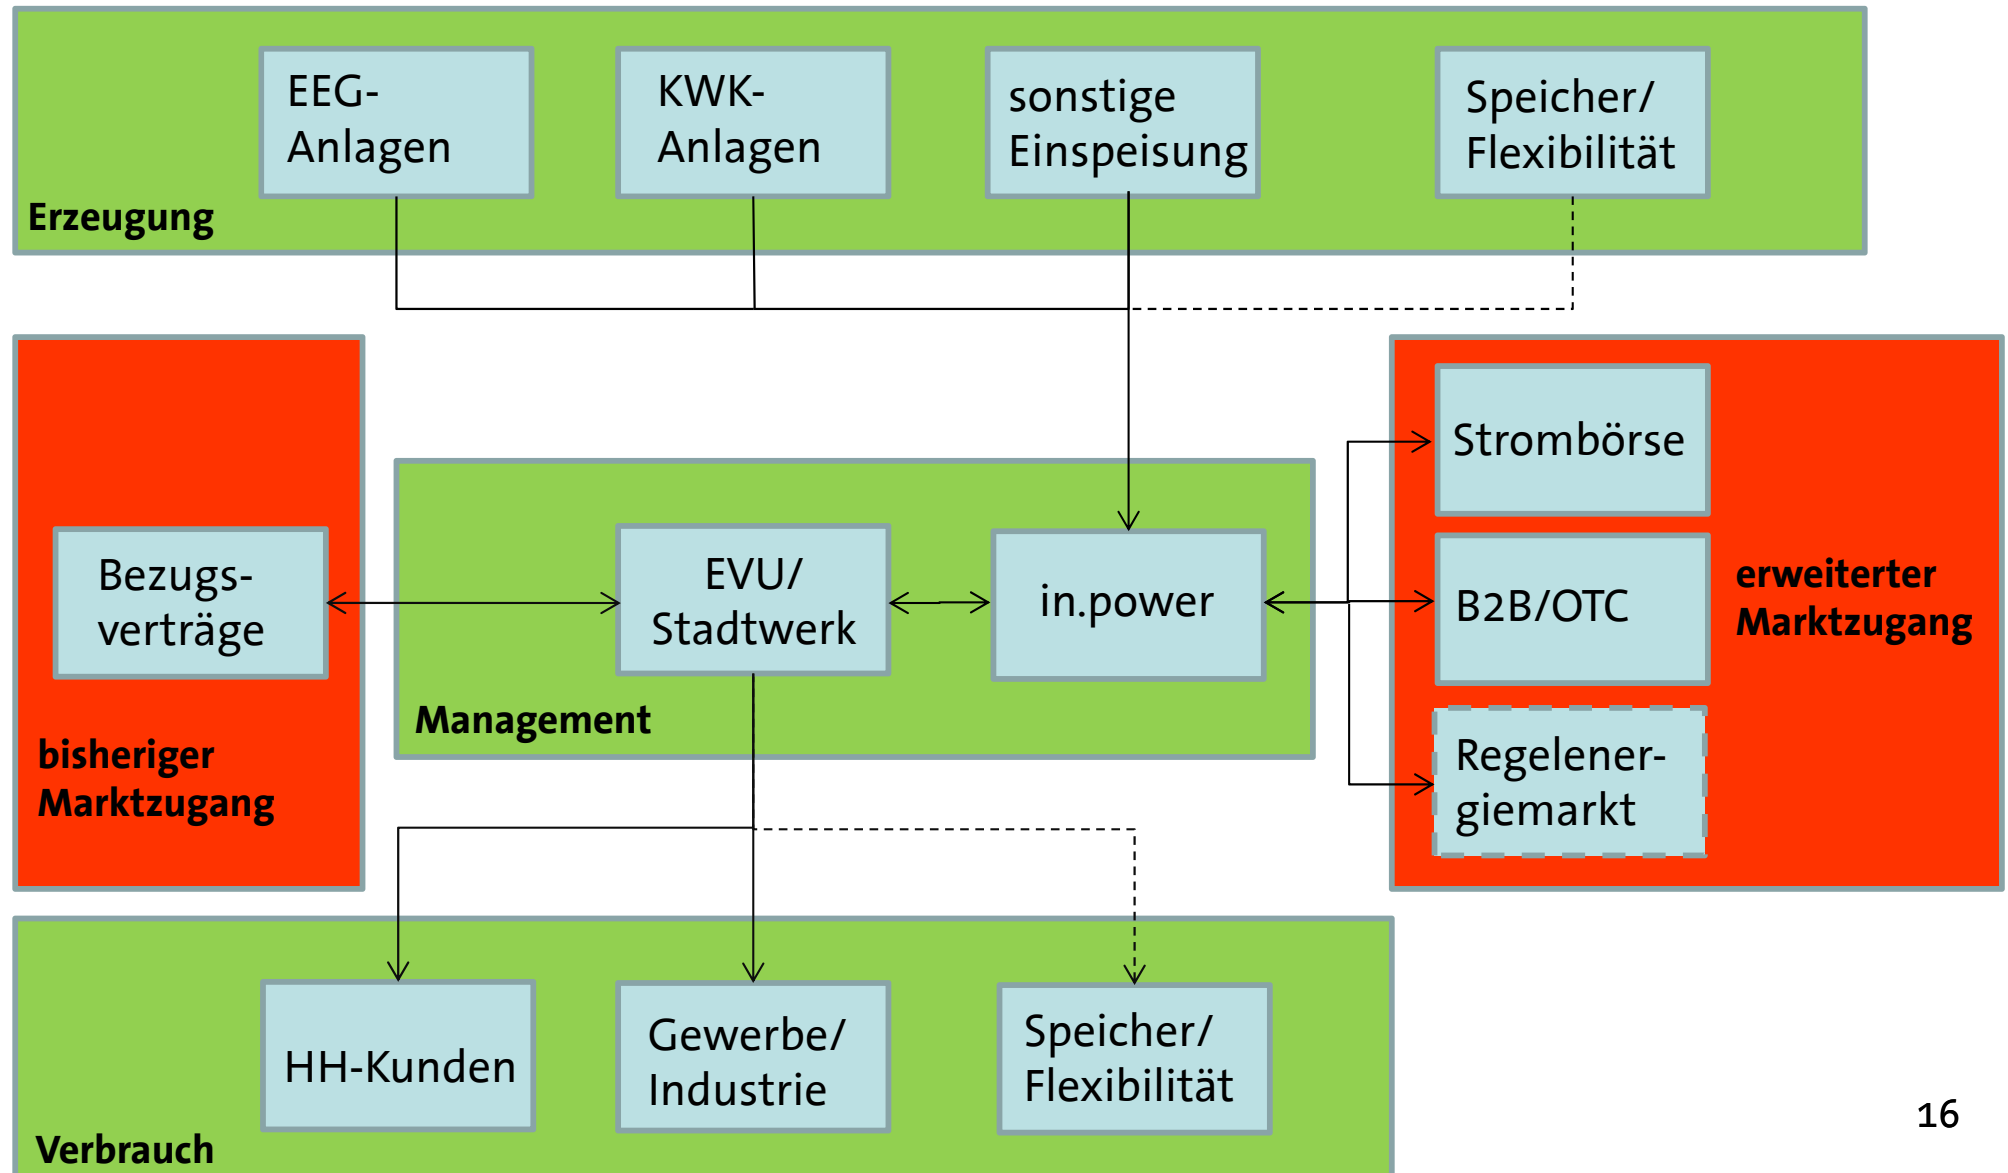 EEG-
Anlagen
KWK-
Anlagen
sonstige
Einspeisung
Speicher/
Flexibilität
Erzeugung
Bezugs-
verträge
bisheriger
Marktzugang
EVU/
Stadtwerk
in.power
Management
Strombörse
B2B/OTC
Regelener-
giemarkt
erweiterter
Marktzugang
HH-Kunden
Gewerbe/
Industrie
Speicher/
Flexibilität
Verbrauch
16